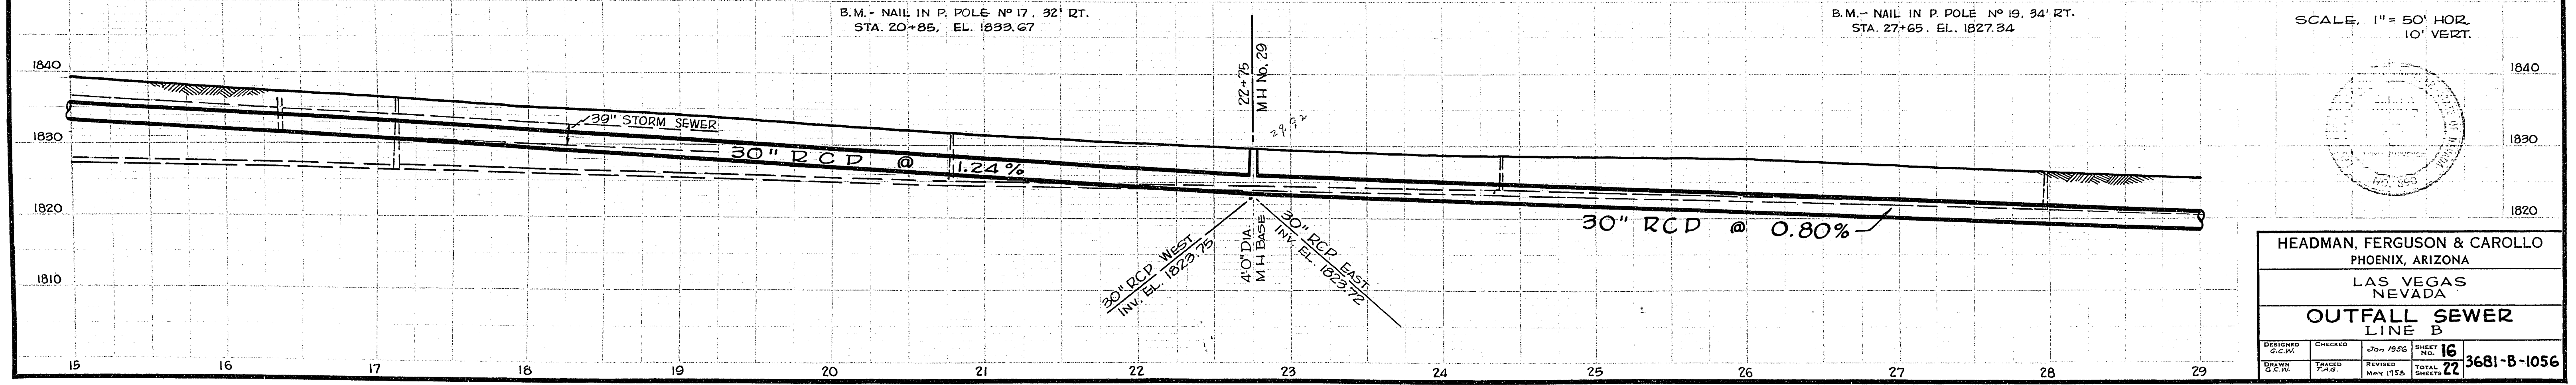 B.M.- NAIL IN P. POLE Nº 17, 32' RT.
STA. 20+85, EL. 1833.67
B.M.- NAIL IN P. POLE Nº 19, 34' RT.
STA. 27+65. EL. 1827.34
SCALE, 1"= 50' HOR.
10' VERT.
1840
1830
1820
1810
22+75
MH No. 29
29.92
39" STORM SEWER
30" RCP @ 1.24%
30" RCP @ 0.80%
30" RCP WEST
INV. EL. 1823.75
4'0" DIA.
MH BASE
30" RCP EAST
INV. EL. 1823.72
1840
1830
1820
15 16 17 18 19 20 21 22 23 24 25 26 27 28 29
HEADMAN, FERGUSON & CAROLLO
PHOENIX, ARIZONA
LAS VEGAS
NEVADA
OUTFALL SEWER
LINE B
DESIGNED
G.C.W.
CHECKED
Jan 1956
SHEET NO. 16
DRAWN
G.C.W.
TRACED
T.A.G.
REVISED
MAY 1958
TOTAL SHEETS 22
3681-B-1056